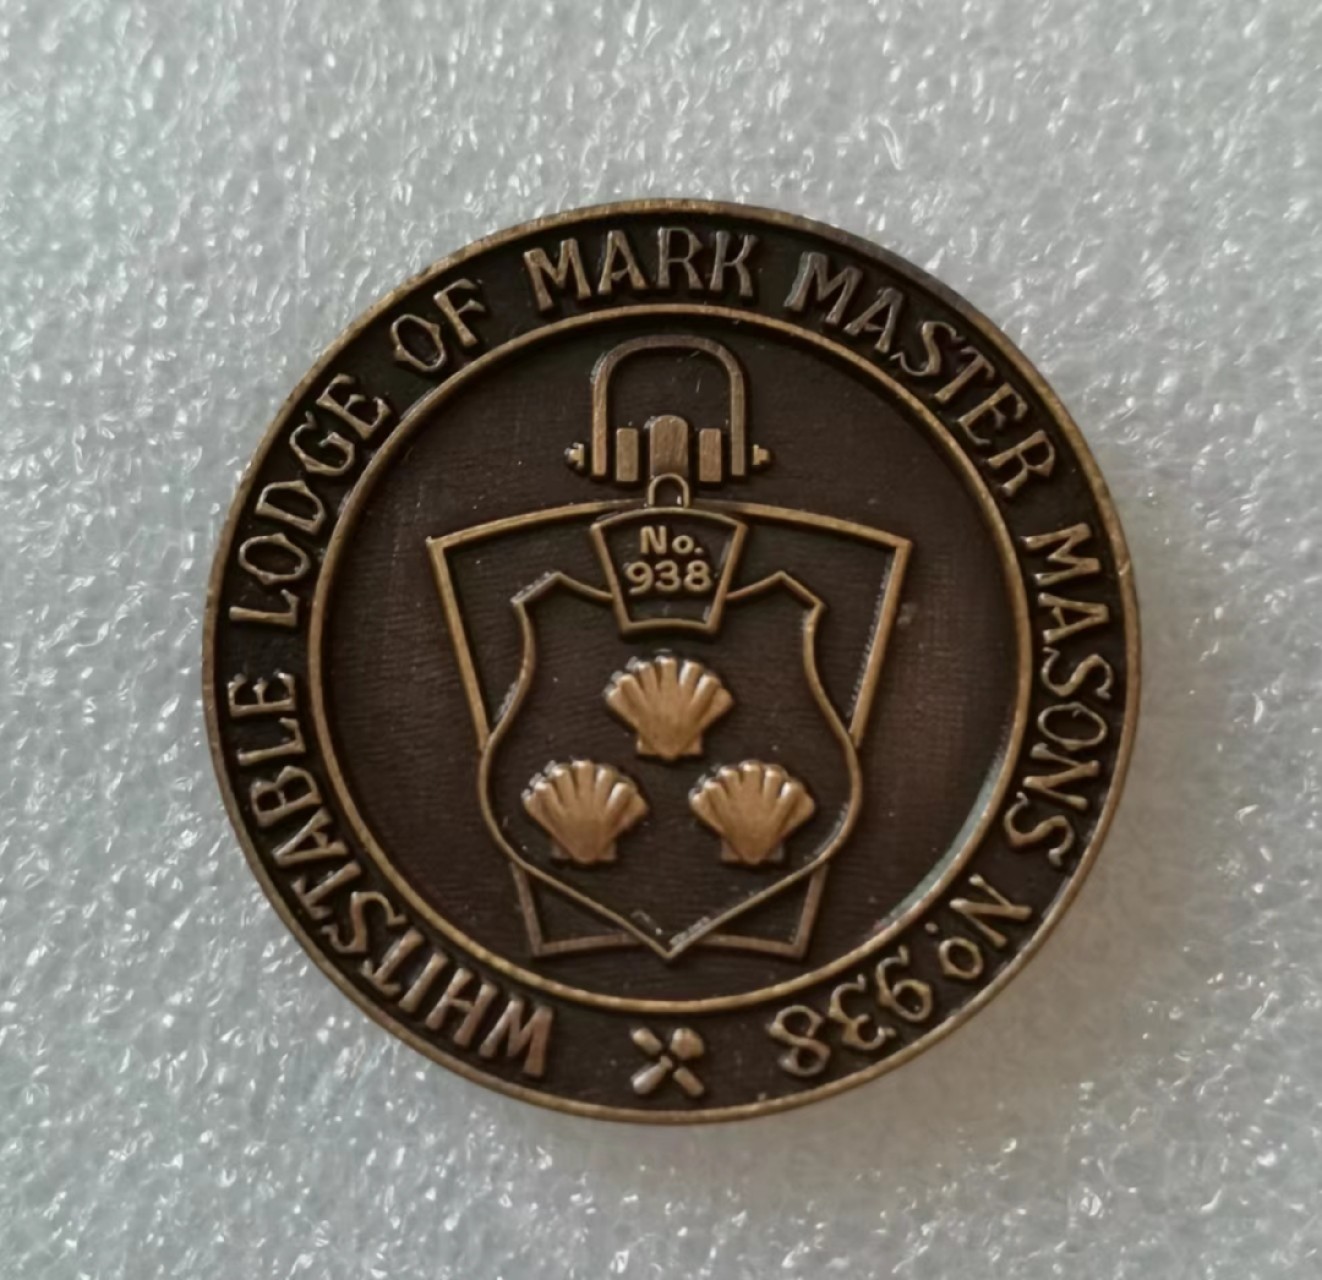 WHITSTABLE LODGE OF MARK MASTER MASONS No. 938
No.
938